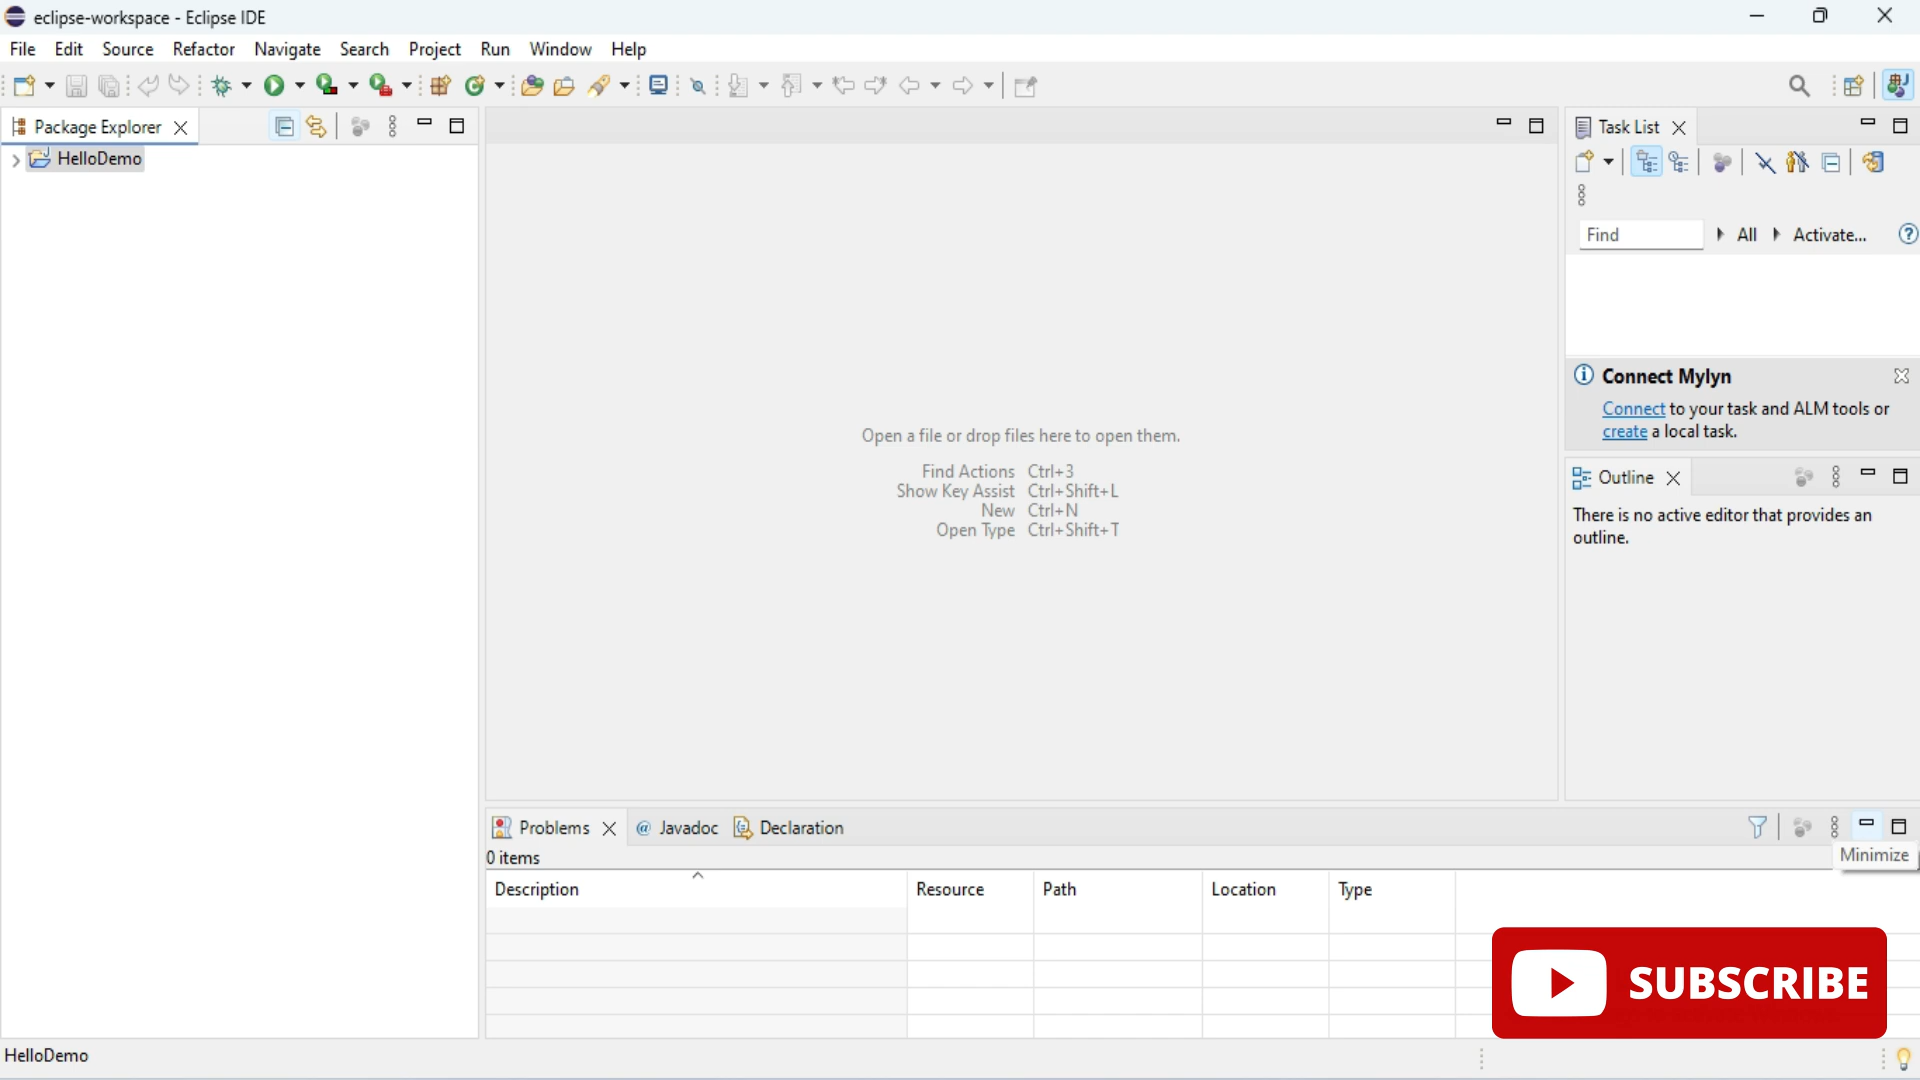 eclipse-workspace - Eclipse IDE
File Edit Source Refactor Navigate Search Project Run Window Help
Package Explorer
HelloDemo
Open a file or drop files here to open them.
Find Actions Ctrl+3
Show Key Assist Ctrl+Shift+L
New Ctrl+N
Open Type Ctrl+Shift+T
Task List
Find All Activate...
Connect Mylyn
Connect to your task and ALM tools or
create a local task.
Outline
There is no active editor that provides an
outline.
Problems @ Javadoc Declaration
0 items
Minimize
Description Resource Path Location Type
SUBSCRIBE
HelloDemo